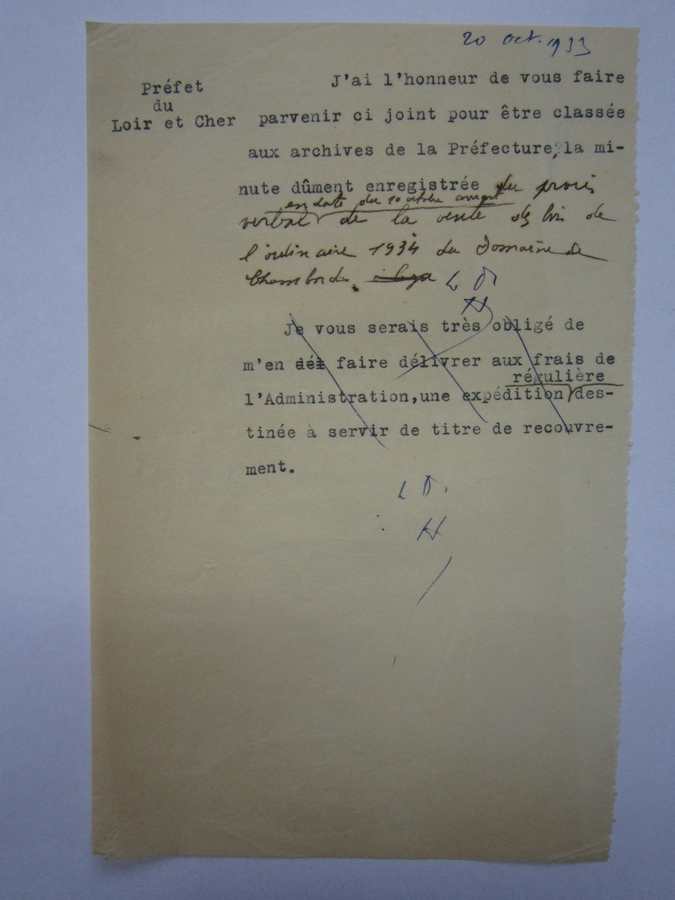 20 Oct. 1933
Préfet
du
Loir et Cher
J'ai l'honneur de vous faire
parvenir ci joint pour être classée
aux archives de la Préfecture, la mi-
nute dûment enregistrée du procès
en date du 10 octobre courant
verbal de la vente des bois de
l'ordinaire 1934 du Domaine de
Chambord.
L D
H
Je vous serais très obligé de
m'en dél faire délivrer aux frais de
régulière
l'Administration, une expédition des-
tinée à servir de titre de recouvre-
ment.
L D.
H